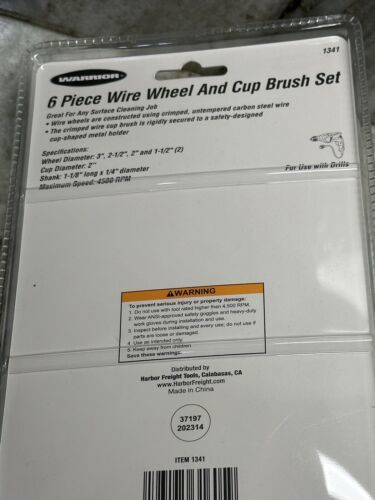 1341
WARRIOR
6 Piece Wire Wheel And Cup Brush Set
Great For Any Surface Cleaning Job
• Wire wheels are constructed using crimped, untempered carbon steel wire
• The crimped wire cup brush is rigidly secured to a safety-designed
cup-shaped metal holder
Specifications:
Wheel Diameter: 3", 2-1/2", 2" and 1-1/2" (2)
Cup Diameter: 2"
Shank: 1-1/8" long x 1/4" diameter
Maximum Speed: 4500 RPM
For Use with Drills
WARNING
To prevent serious injury or property damage:
1. Do not use with tool rated higher than 4,500 RPM.
2. Wear ANSI-approved safety goggles and heavy-duty
work gloves during installation and use.
3. Inspect before installing and every use; do not use if
parts are loose or damaged.
4. Use as intended only.
5. Keep away from children.
Save these warnings.
Distributed by
Harbor Freight Tools, Calabasas, CA
www.HarborFreight.com
Made in China
37197
202314
ITEM 1341